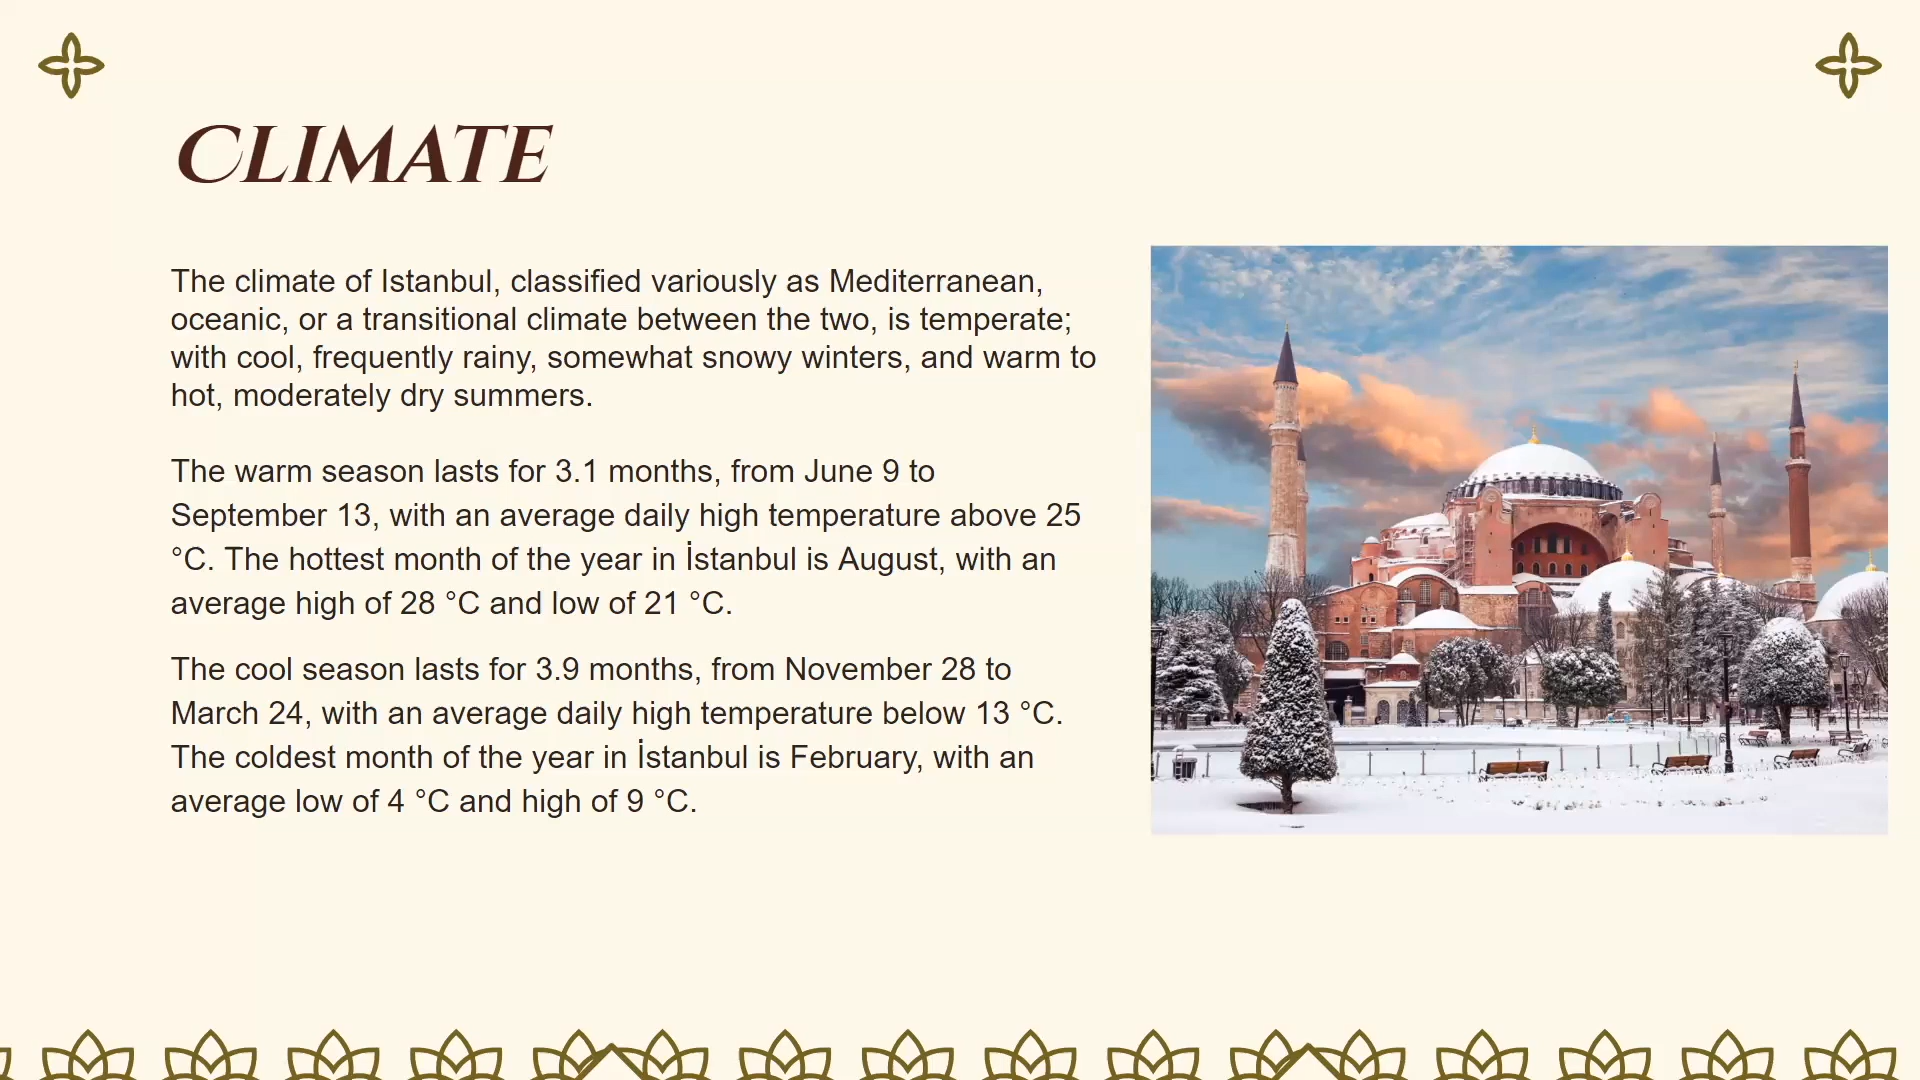 CLIMATE
The climate of Istanbul, classified variously as Mediterranean,
oceanic, or a transitional climate between the two, is temperate;
with cool, frequently rainy, somewhat snowy winters, and warm to
hot, moderately dry summers.
The warm season lasts for 3.1 months, from June 9 to
September 13, with an average daily high temperature above 25
°C. The hottest month of the year in İstanbul is August, with an
average high of 28 °C and low of 21 °C.
The cool season lasts for 3.9 months, from November 28 to
March 24, with an average daily high temperature below 13 °C.
The coldest month of the year in İstanbul is February, with an
average low of 4 °C and high of 9 °C.